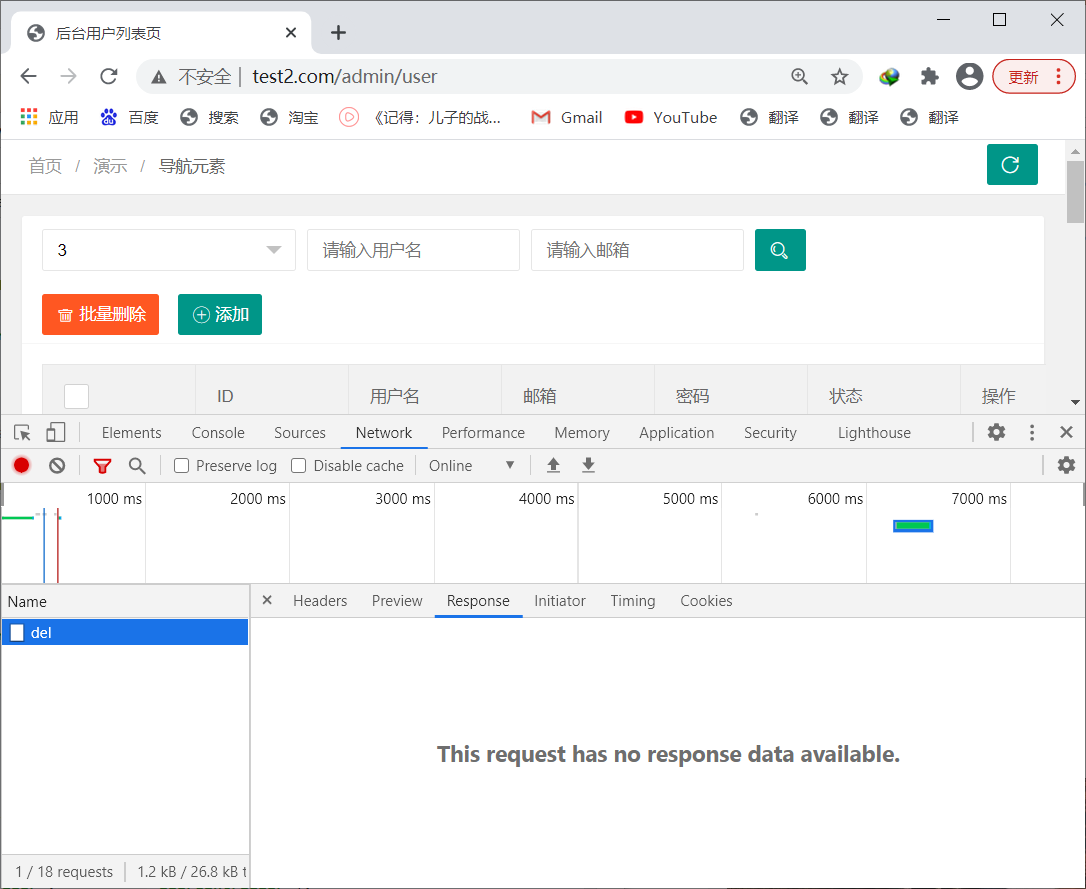 后台用户列表页
不安全 | test2.com/admin/user 更新
应用 百度 搜索 淘宝 《记得：儿子的战... Gmail YouTube 翻译 翻译 翻译
首页 / 演示 / 导航元素
3 请输入用户名 请输入邮箱
批量删除 添加
ID 用户名 邮箱 密码 状态 操作
Elements Console Sources Network Performance Memory Application Security Lighthouse
Preserve log Disable cache Online
1000 ms 2000 ms 3000 ms 4000 ms 5000 ms 6000 ms 7000 ms
Name Headers Preview Response Initiator Timing Cookies
del
This request has no response data available.
1 / 18 requests 1.2 kB / 26.8 kB t